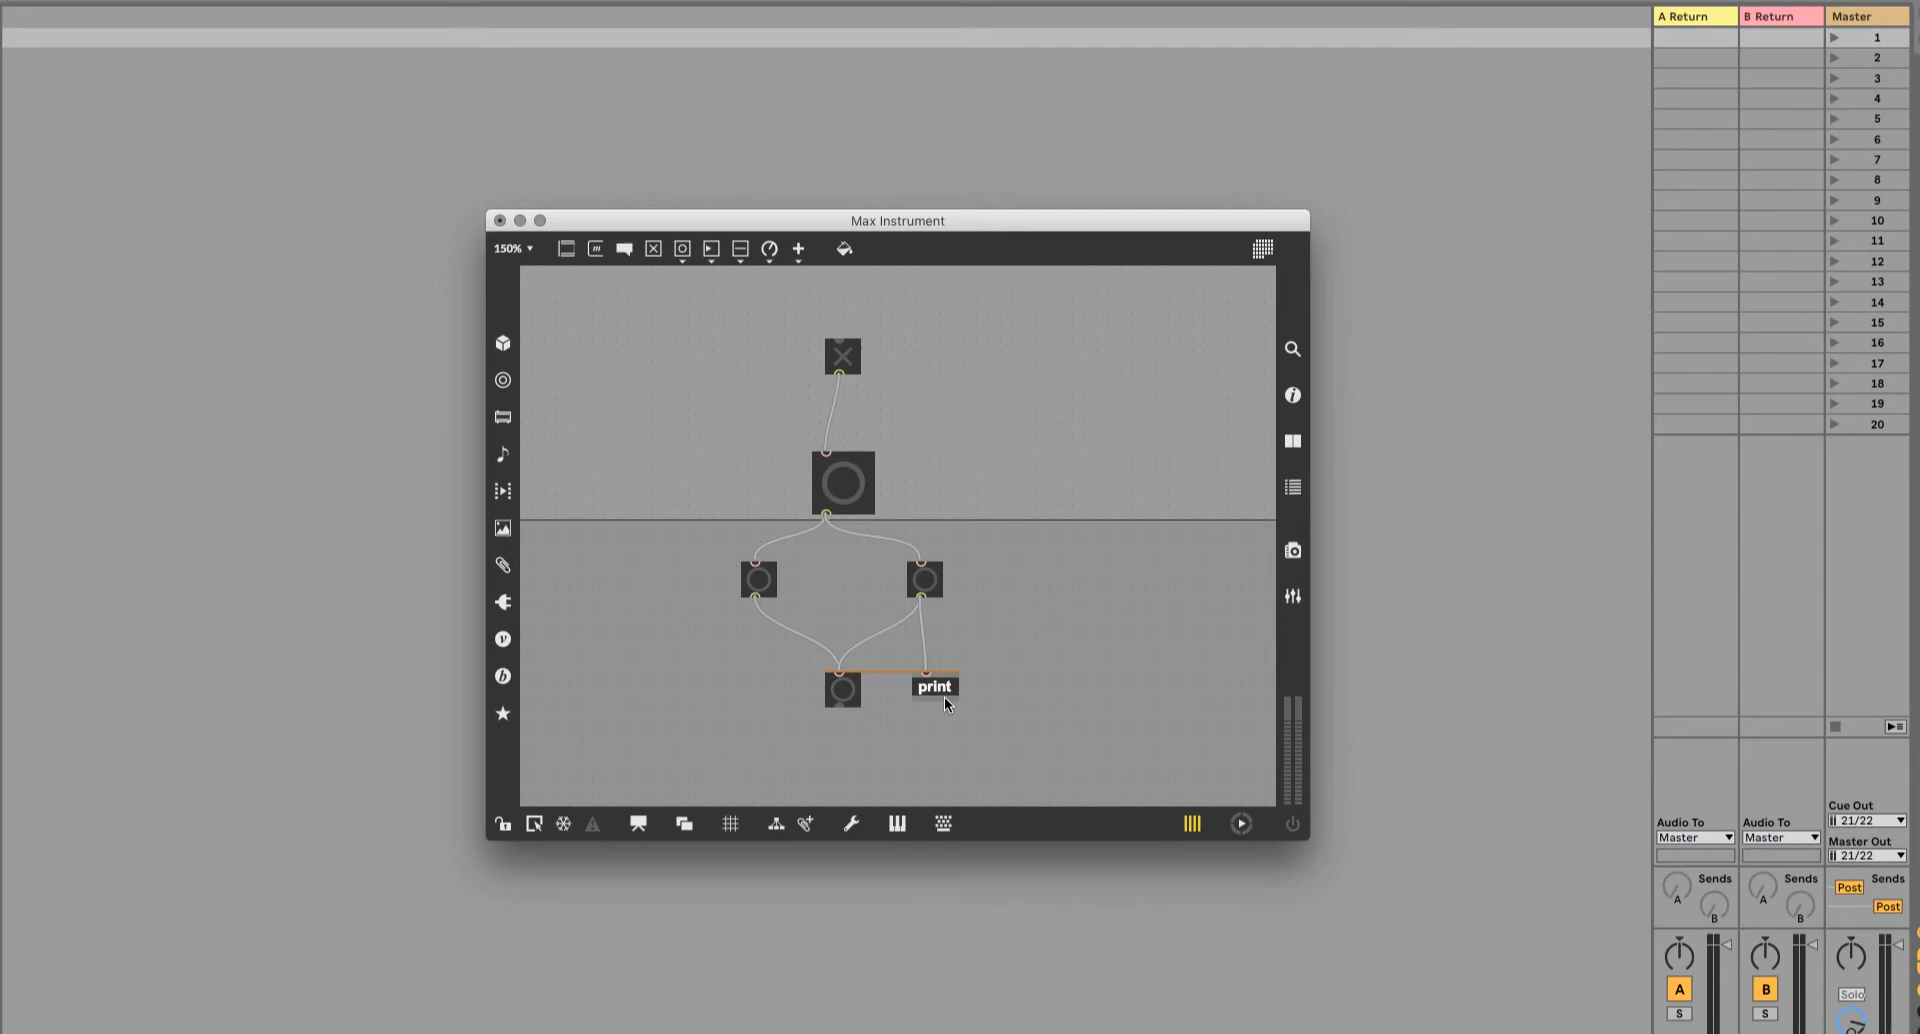 A Return
B Return
Master
1
2
3
4
5
6
7
8
9
10
11
12
13
14
15
16
17
18
19
20
Max Instrument
150%
print
Cue Out
21/22
Audio To
Audio To
Master
Master
Master Out
21/22
Sends
Sends
Sends
A
A
Post
B
B
Post
A
B
Solo
S
S